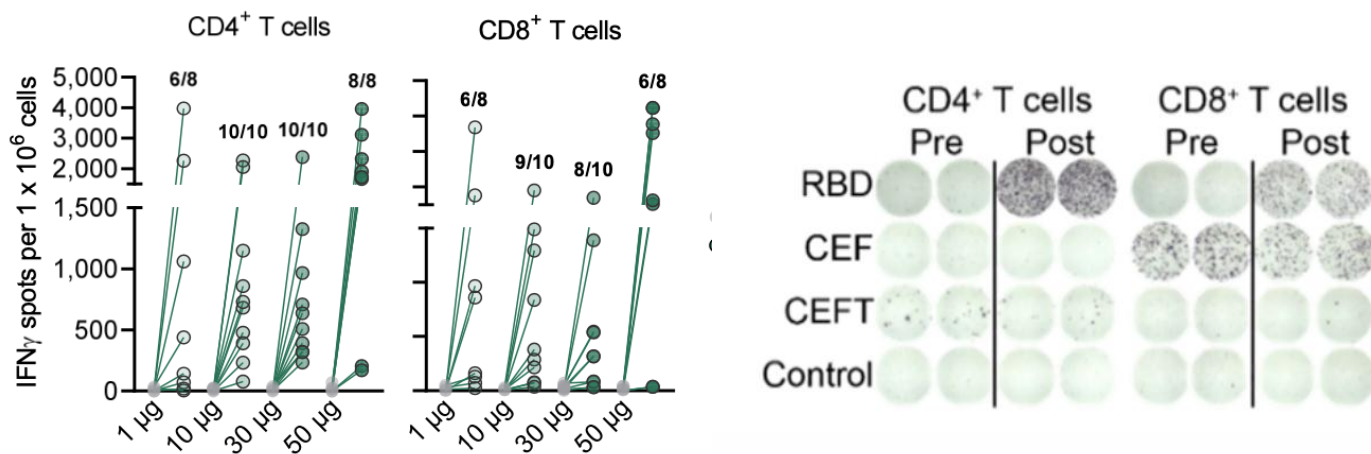 CD4⁺ T cells
CD8⁺ T cells
IFNγ spots per 1 x 10⁶ cells
5,000
4,000
3,000
2,000
1,500
1,000
500
0
6/8
10/10
10/10
8/8
6/8
9/10
8/10
6/8
1 µg
10 µg
30 µg
50 µg
1 µg
10 µg
30 µg
50 µg
CD4⁺ T cells
CD8⁺ T cells
Pre
Post
Pre
Post
RBD
CEF
CEFT
Control